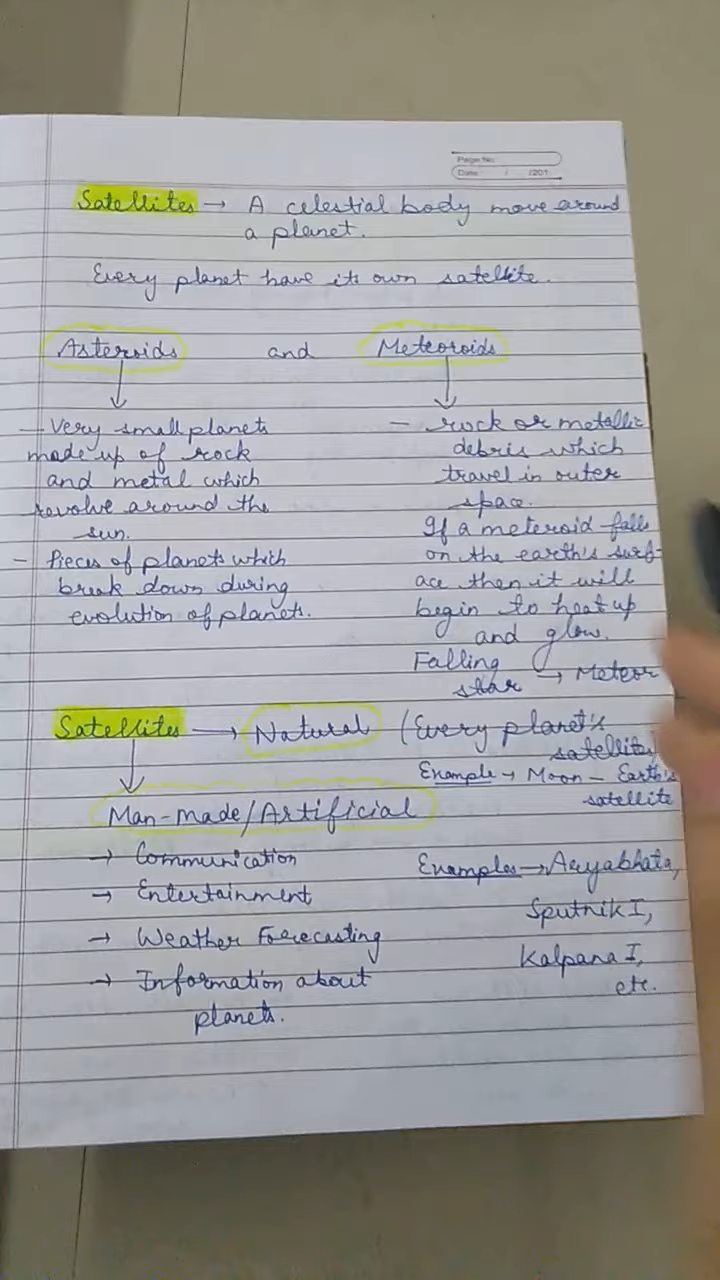 Page No.
Date / /201
Satellites → A celestial body move around
a planet.
Every planet have its own satellite.
Asteroids and Meteoroids
- Very small planets
made up of rock
and metal which
revolve around the
sun.
- Pieces of planets which
break down during
evolution of planets.
- rock or metallic
debris which
travel in outer
space.
If a meteroid falls
on the earth's surf-
ace then it will
begin to heat up
and glow.
Falling
star → Meteor
Satellites → Natural (Every planet's
satellites)
Example → Moon - Earth's
satellite
Man-made/Artificial
→ Communication
→ Entertainment
→ Weather Forecasting
→ Information about
planets.
Examples → Aryabhata,
Sputnik I,
Kalpana I,
etc.